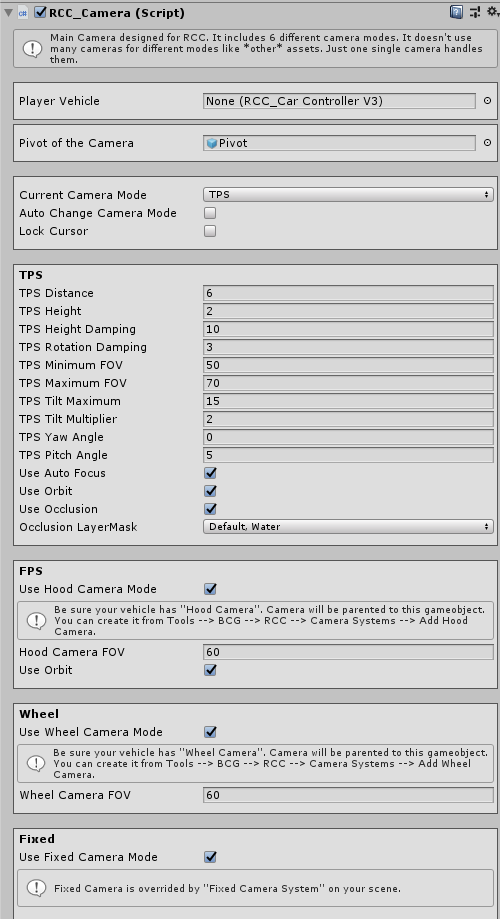 RCC_Camera (Script)
Main Camera designed for RCC. It includes 6 different camera modes. It doesn't use
many cameras for different modes like *other* assets. Just one single camera handles
them.
Player Vehicle None (RCC_Car Controller V3)
Pivot of the Camera Pivot
Current Camera Mode TPS
Auto Change Camera Mode
Lock Cursor
TPS
TPS Distance 6
TPS Height 2
TPS Height Damping 10
TPS Rotation Damping 3
TPS Minimum FOV 50
TPS Maximum FOV 70
TPS Tilt Maximum 15
TPS Tilt Multiplier 2
TPS Yaw Angle 0
TPS Pitch Angle 5
Use Auto Focus
Use Orbit
Use Occlusion
Occlusion LayerMask Default, Water
FPS
Use Hood Camera Mode
Be sure your vehicle has "Hood Camera". Camera will be parented to this gameobject.
You can create it from Tools --> BCG --> RCC --> Camera Systems --> Add Hood
Camera.
Hood Camera FOV 60
Use Orbit
Wheel
Use Wheel Camera Mode
Be sure your vehicle has "Wheel Camera". Camera will be parented to this gameobject.
You can create it from Tools --> BCG --> RCC --> Camera Systems --> Add Wheel
Camera.
Wheel Camera FOV 60
Fixed
Use Fixed Camera Mode
Fixed Camera is overrided by "Fixed Camera System" on your scene.